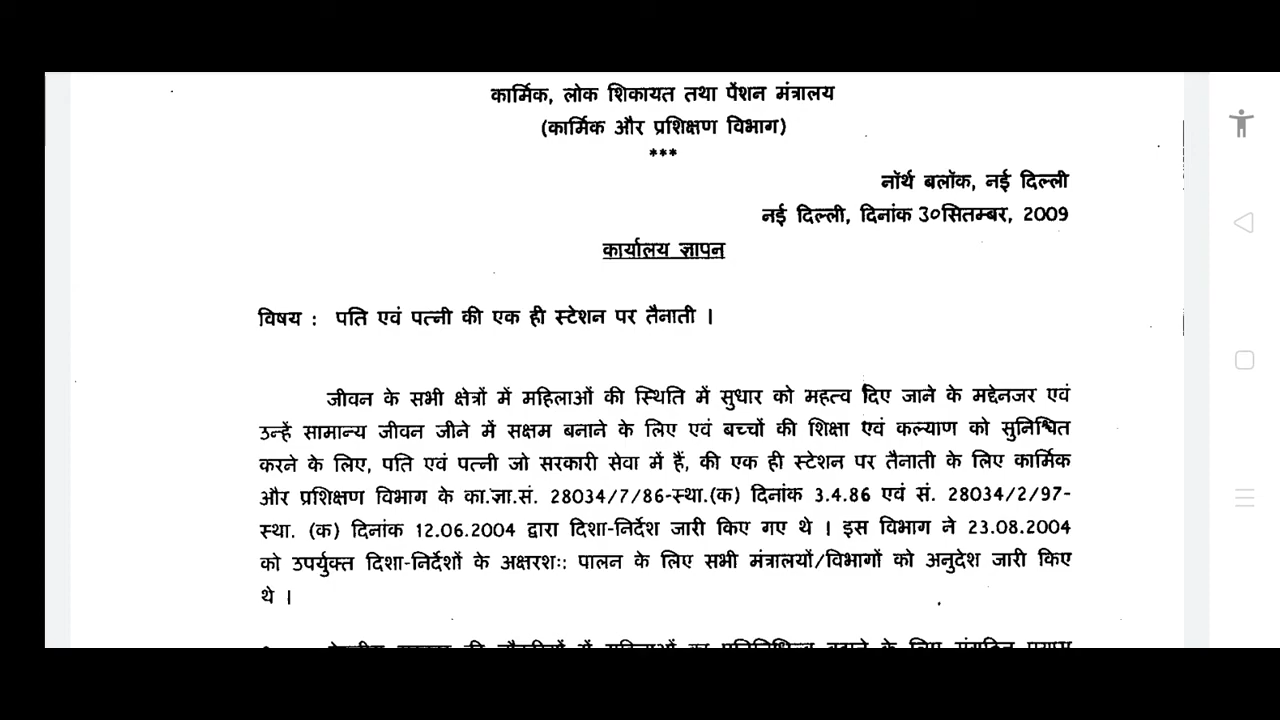 कार्मिक, लोक शिकायत तथा पेंशन मंत्रालय
(कार्मिक और प्रशिक्षण विभाग)
***
नॉर्थ बलॉक, नई दिल्ली
नई दिल्ली, दिनांक 30सितम्बर, 2009
कार्यालय ज्ञापन
विषय : पति एवं पत्नी की एक ही स्टेशन पर तैनाती ।
जीवन के सभी क्षेत्रों में महिलाओं की स्थिति में सुधार को महत्व दिए जाने के मद्देनजर एवं
उन्हें सामान्य जीवन जीने में सक्षम बनाने के लिए एवं बच्चों की शिक्षा एवं कल्याण को सुनिश्चित
करने के लिए, पति एवं पत्नी जो सरकारी सेवा में हैं, की एक ही स्टेशन पर तैनाती के लिए कार्मिक
और प्रशिक्षण विभाग के का.ज्ञा.सं. 28034/7/86-स्था.(क) दिनांक 3.4.86 एवं सं. 28034/2/97-
स्था. (क) दिनांक 12.06.2004 द्वारा दिशा-निर्देश जारी किए गए थे । इस विभाग ने 23.08.2004
को उपर्युक्त दिशा-निर्देशों के अक्षरशः: पालन के लिए सभी मंत्रालयों/विभागों को अनुदेश जारी किए
थे ।